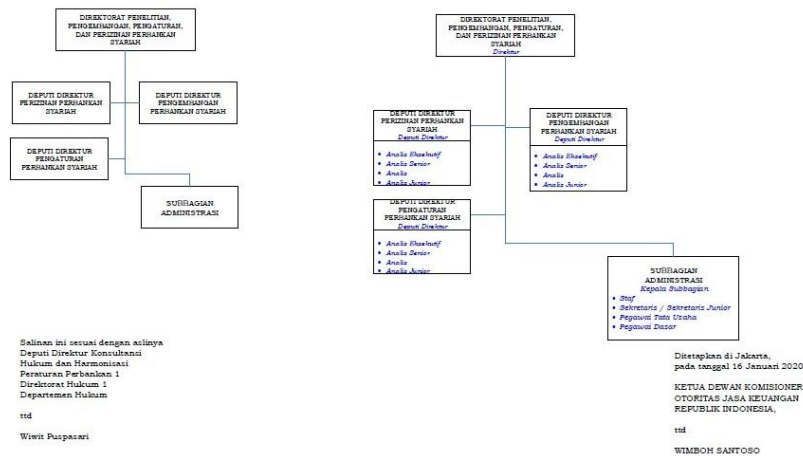 DIREKTORAT PENELITIAN,
PENGEMBANGAN, PENGATURAN,
DAN PERIZINAN PERBANKAN
SYARIAH
DEPUTI DIREKTUR
PERIZINAN PERBANKAN
SYARIAH
DEPUTI DIREKTUR
PENGEMBANGAN
PERBANKAN SYARIAH
DEPUTI DIREKTUR
PENGATURAN
PERBANKAN SYARIAH
SUBBAGIAN
ADMINISTRASI
DIREKTORAT PENELITIAN,
PENGEMBANGAN, PENGATURAN,
DAN PERIZINAN PERBANKAN
SYARIAH
Direktur
DEPUTI DIREKTUR
PERIZINAN PERBANKAN
SYARIAH
Deputi Direktur
• Analis Eksekutif
• Analis Senior
• Analis
• Analis Junior
DEPUTI DIREKTUR
PENGEMBANGAN
PERBANKAN SYARIAH
Deputi Direktur
• Analis Eksekutif
• Analis Senior
• Analis
• Analis Junior
DEPUTI DIREKTUR
PENGATURAN
PERBANKAN SYARIAH
Deputi Direktur
• Analis Eksekutif
• Analis Senior
• Analis
• Analis Junior
SUBBAGIAN
ADMINISTRASI
Kepala Subbagian
• Staf
• Sekretaris / Sekretaris Junior
• Pegawai Tata Usaha
• Pegawai Dasar
Salinan ini sesuai dengan aslinya
Deputi Direktur Konsultansi
Hukum dan Harmonisasi
Peraturan Perbankan 1
Direktorat Hukum 1
Departemen Hukum
ttd
Wiwit Puspasari
Ditetapkan di Jakarta,
pada tanggal 16 Januari 2020
KETUA DEWAN KOMISIONER
OTORITAS JASA KEUANGAN
REPUBLIK INDONESIA,
ttd
WIMBOH SANTOSO